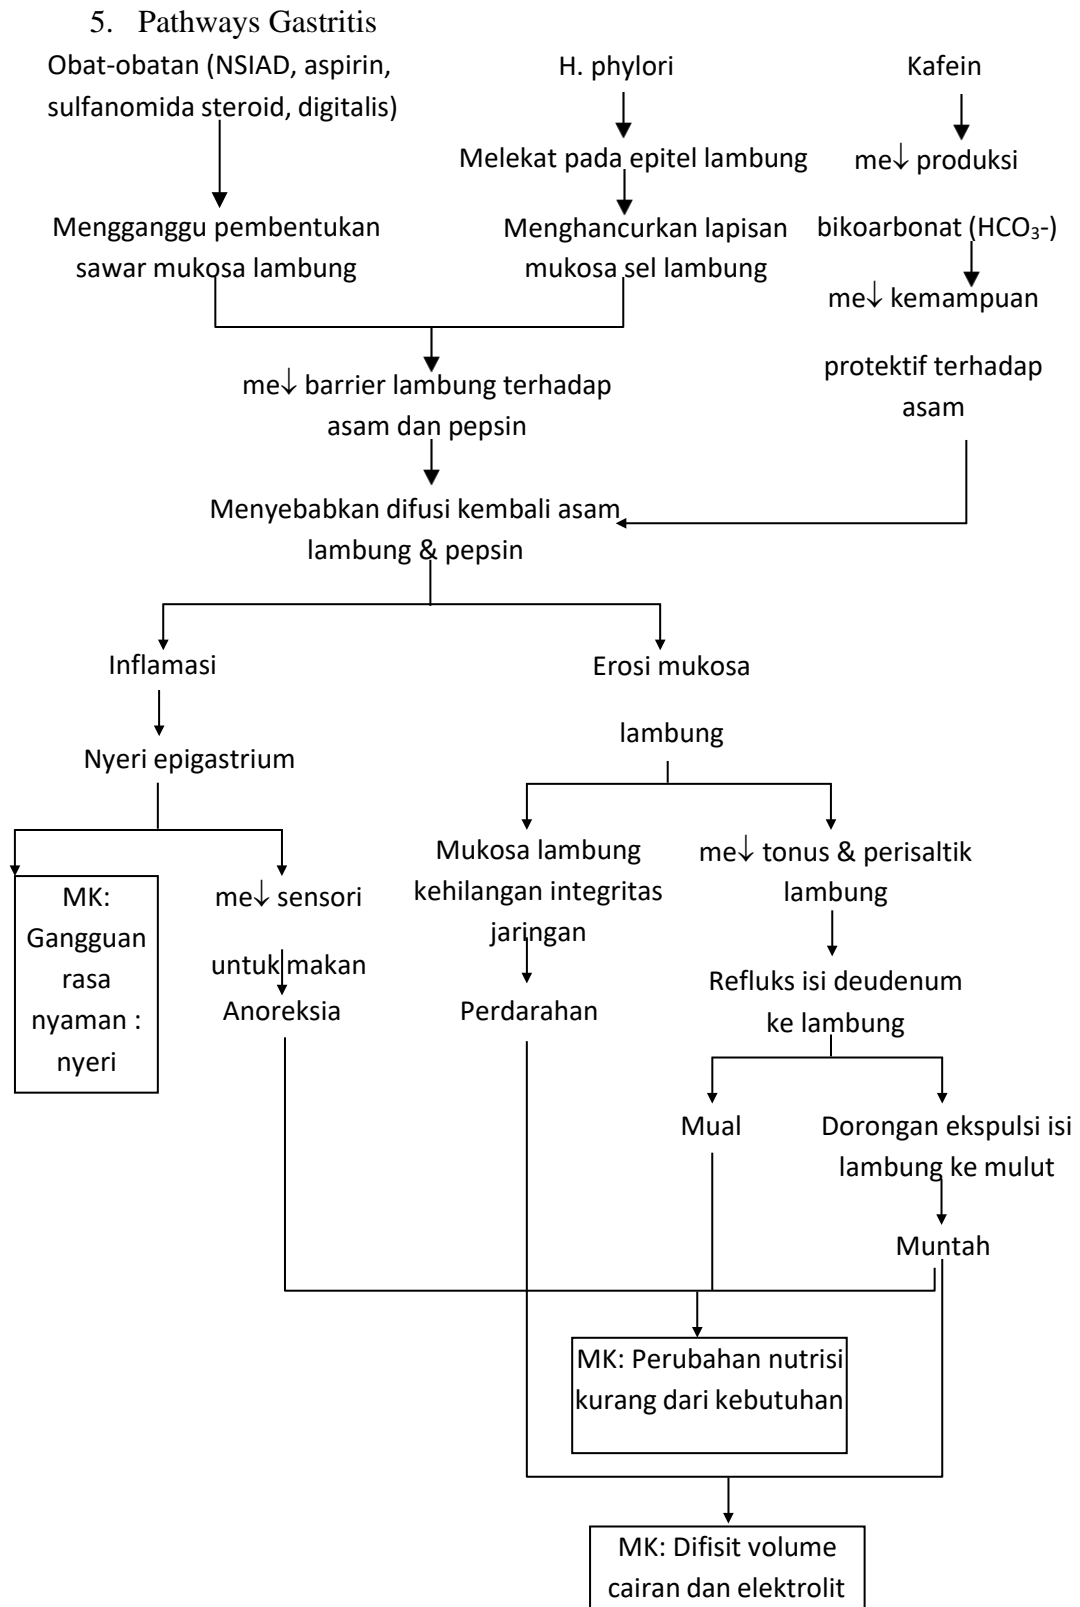 5. Pathways Gastritis
Obat-obatan (NSIAD, aspirin,
sulfanomida steroid, digitalis)
H. phylori
Kafein
Melekat pada epitel lambung
me↓ produksi
Mengganggu pembentukan
sawar mukosa lambung
Menghancurkan lapisan
mukosa sel lambung
bikoarbonat (HCO₃-)
me↓ kemampuan
protektif terhadap
asam
me↓ barrier lambung terhadap
asam dan pepsin
Menyebabkan difusi kembali asam
lambung & pepsin
Inflamasi
Erosi mukosa
lambung
Nyeri epigastrium
Mukosa lambung
kehilangan integritas
jaringan
me↓ tonus & perisaltik
lambung
MK:
Gangguan
rasa
nyaman :
nyeri
me↓ sensori
untuk makan
Anoreksia
Perdarahan
Refluks isi deudenum
ke lambung
Mual
Dorongan ekspulsi isi
lambung ke mulut
Muntah
MK: Perubahan nutrisi
kurang dari kebutuhan
MK: Difisit volume
cairan dan elektrolit